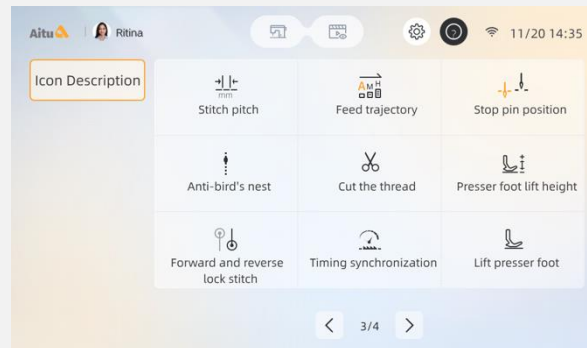 Aitu
Ritina
?
11/20 14:35
Icon Description
mm
Stitch pitch
A M H
Feed trajectory
Stop pin position
Anti-bird's nest
Cut the thread
Presser foot lift height
Forward and reverse
lock stitch
Timing synchronization
Lift presser foot
3/4